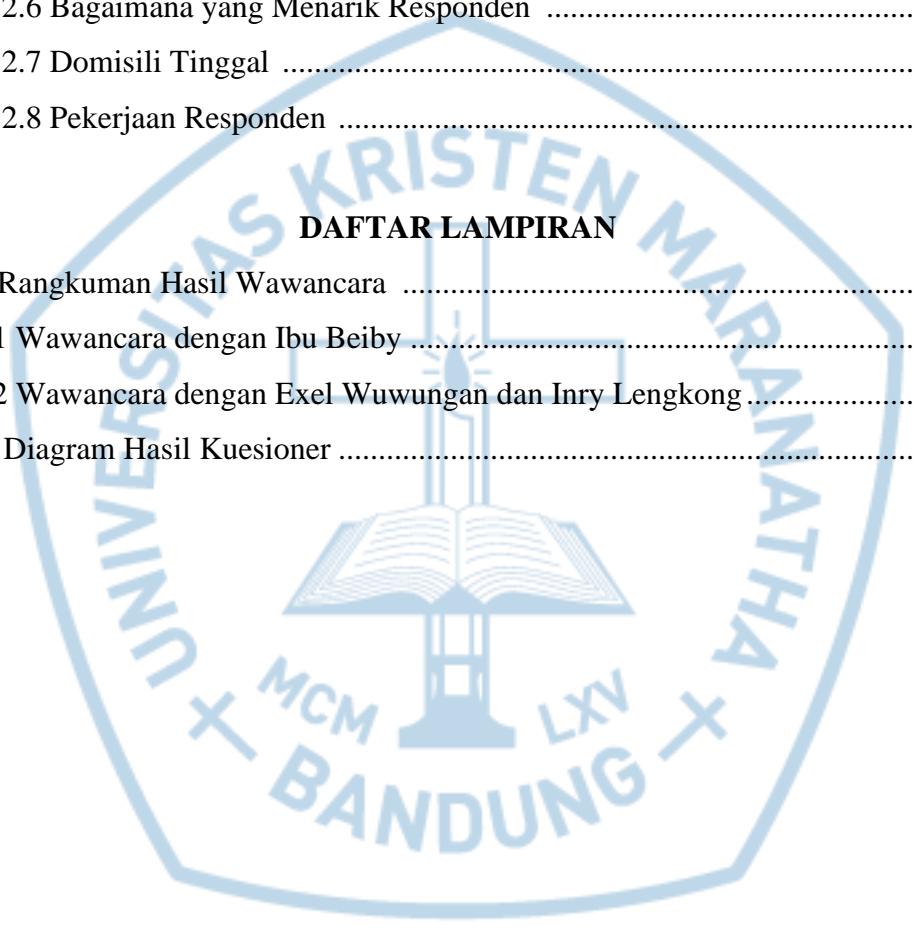 2.6 Bagaimana yang Menarik Responden ................................................
2.7 Domisili Tinggal ................................................................................
2.8 Pekerjaan Responden .........................................................................
DAFTAR LAMPIRAN
Rangkuman Hasil Wawancara .................................................................
1 Wawancara dengan Ibu Beiby ................................................................
2 Wawancara dengan Exel Wuwungan dan Inry Lengkong .....................
Diagram Hasil Kuesioner .........................................................................
UNIVERSITAS KRISTEN MARANATHA
MCM LXV
BANDUNG